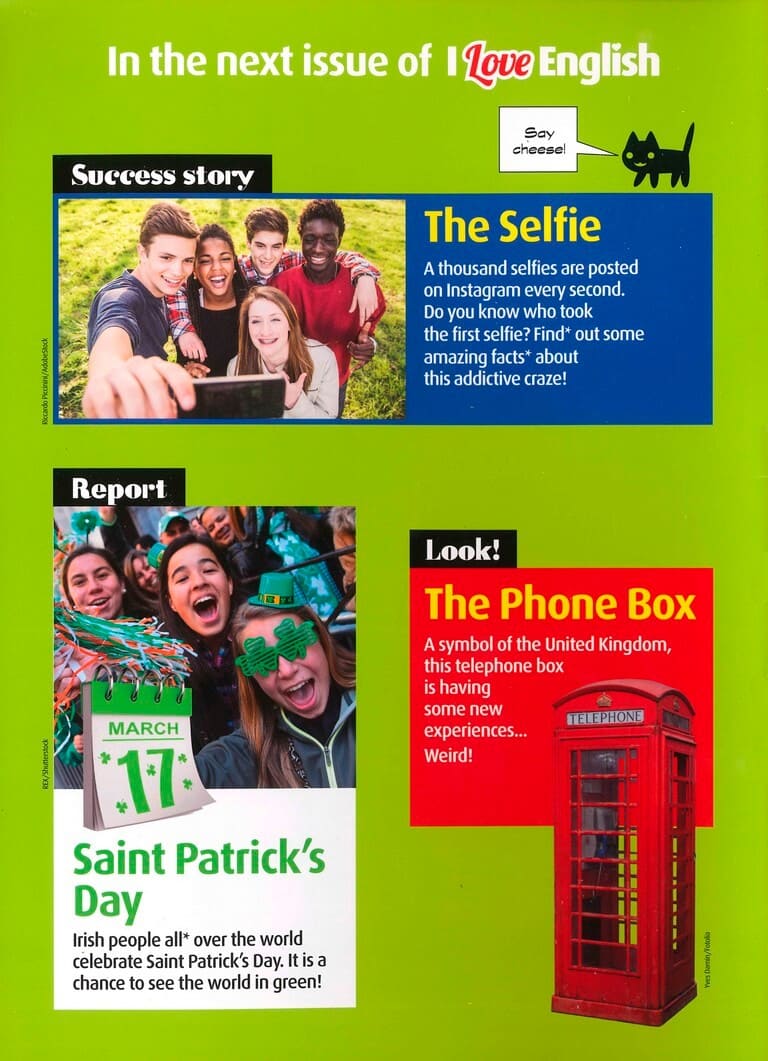 In the next issue of I Love English
Say
cheese!
Success story
The Selfie
A thousand selfies are posted
on Instagram every second.
Do you know who took
the first selfie? Find* out some
amazing facts* about
this addictive craze!
Riccardo Piccinini/AdobeStock
Report
MARCH
17
REX/Shutterstock
Saint Patrick's
Day
Irish people all* over the world
celebrate Saint Patrick's Day. It is a
chance to see the world in green!
Look!
The Phone Box
A symbol of the United Kingdom,
this telephone box
is having
some new
experiences...
Weird!
TELEPHONE
Yves Damin/Fotolia